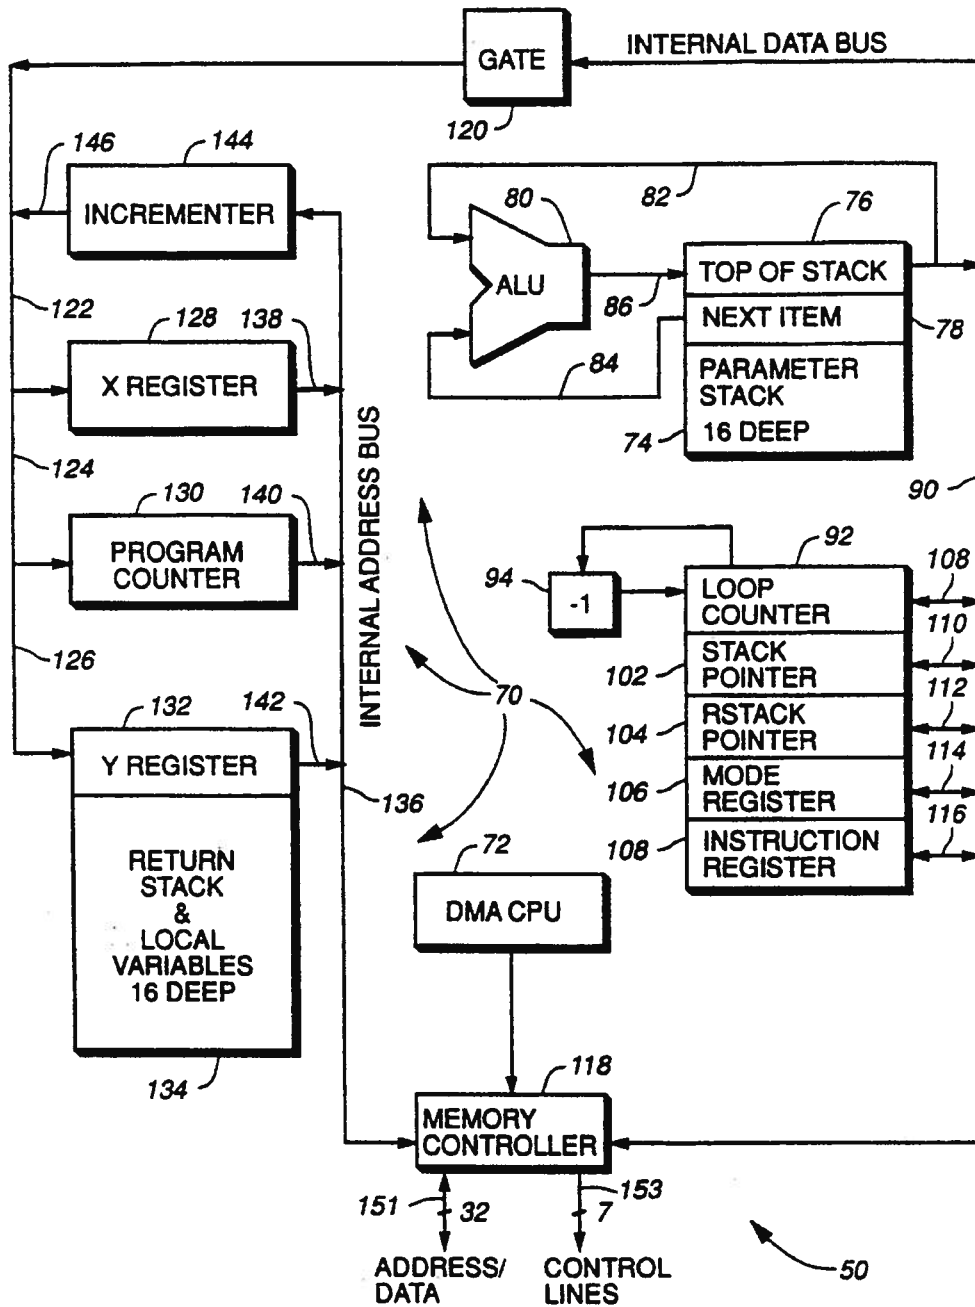 INTERNAL DATA BUS
GATE
120
146
144
INCREMENTER
82
80
76
ALU
TOP OF STACK
86
NEXT ITEM
78
84
PARAMETER
STACK
16 DEEP
74
122
128
138
X REGISTER
INTERNAL ADDRESS BUS
124
90
130
140
PROGRAM
COUNTER
92
94
-1
LOOP
COUNTER
108
110
STACK
POINTER
102
112
RSTACK
POINTER
104
114
MODE
REGISTER
106
116
INSTRUCTION
REGISTER
108
126
70
132
142
Y REGISTER
136
RETURN
STACK
&
LOCAL
VARIABLES
16 DEEP
134
72
DMA CPU
118
MEMORY
CONTROLLER
151
32
153
7
ADDRESS/
DATA
CONTROL
LINES
50